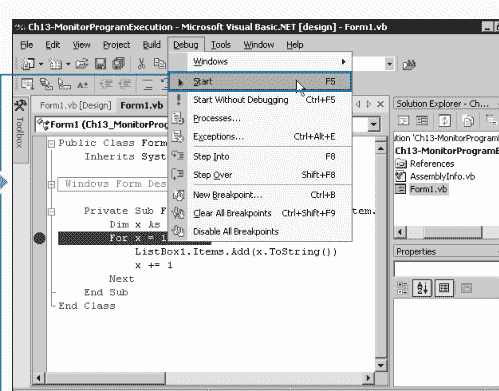 Ch13-MonitorProgramExecution - Microsoft Visual Basic.NET [design] - Form1.vb
File Edit View Project Build Debug Tools Window Help
Windows
Start F5
Start Without Debugging Ctrl+F5
Processes...
Exceptions... Ctrl+Alt+E
Step Into F8
Step Over Shift+F8
New Breakpoint... Ctrl+B
Clear All Breakpoints Ctrl+Shift+F9
Disable All Breakpoints
Toolbox
Form1.vb [Design] Form1.vb
Form1 (Ch13_MonitorProg
Public Class Form
Inherits Syst
Windows Form Des
Private Sub F
tem.
Dim x As
For x = 1
ListBox1.Items.Add(x.ToString())
x += 1
Next
End Sub
End Class
Solution Explorer - Ch...
ution 'Ch13-MonitorProgramE
Ch13-MonitorProgramE
References
AssemblyInfo.vb
Form1.vb
Properties